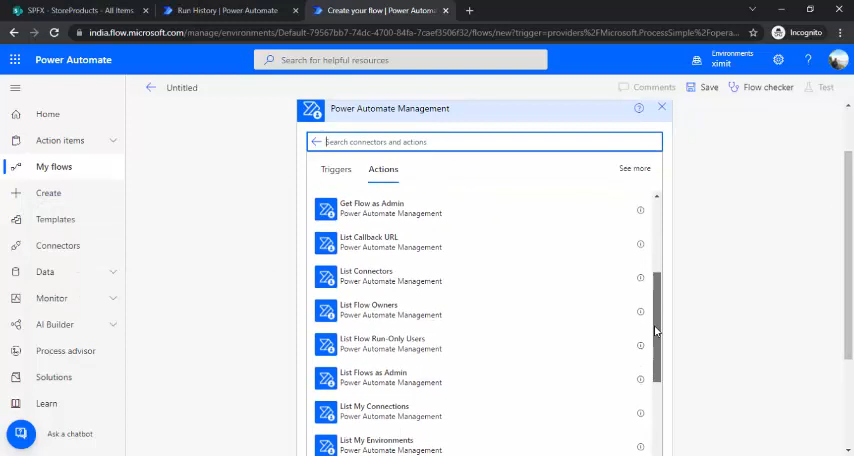 SPFX - StoreProducts - All Items
Run History | Power Automate
Create your flow | Power Automat
india.flow.microsoft.com/manage/environments/Default-79567bb7-74dc-4700-84fa-7caef3506f32/flows/new?trigger=providers%2FMicrosoft.ProcessSimple%2Fopera...
Incognito
Power Automate
Search for helpful resources
Environments
ximit
Untitled
Comments
Save
Flow checker
Test
Home
Action items
My flows
Create
Templates
Connectors
Data
Monitor
AI Builder
Process advisor
Solutions
Learn
Ask a chatbot
Power Automate Management
Search connectors and actions
Triggers
Actions
See more
Get Flow as Admin
Power Automate Management
List Callback URL
Power Automate Management
List Connectors
Power Automate Management
List Flow Owners
Power Automate Management
List Flow Run-Only Users
Power Automate Management
List Flows as Admin
Power Automate Management
List My Connections
Power Automate Management
List My Environments
Power Automate Management